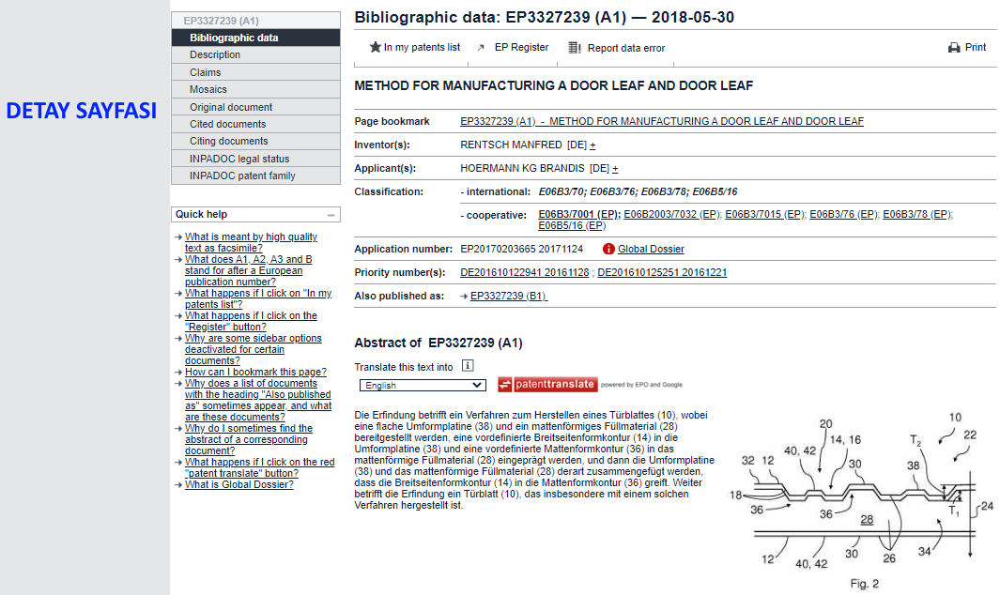 DETAY SAYFASI
EP3327239 (A1)
Bibliographic data
Description
Claims
Mosaics
Original document
Cited documents
Citing documents
INPADOC legal status
INPADOC patent family
Quick help
What is meant by high quality
text as facsimile?
What does A1, A2, A3 and B
stand for after a European
publication number?
What happens if I click on "In my
patents list"?
What happens if I click on the
"Register" button?
Why are some sidebar options
deactivated for certain
documents?
How can I bookmark this page?
Why does a list of documents
with the heading "Also published
as" sometimes appear, and what
are these documents?
Why do I sometimes find the
abstract of a corresponding
document?
What happens if I click on the red
"patent translate" button?
What is Global Dossier?
Bibliographic data: EP3327239 (A1) — 2018-05-30
In my patents list EP Register Report data error Print
METHOD FOR MANUFACTURING A DOOR LEAF AND DOOR LEAF
Page bookmark EP3327239 (A1) - METHOD FOR MANUFACTURING A DOOR LEAF AND DOOR LEAF
Inventor(s): RENTSCH MANFRED [DE] +
Applicant(s): HOERMANN KG BRANDIS [DE] +
Classification: - international: E06B3/70; E06B3/76; E06B3/78; E06B5/16
- cooperative: E06B3/7001 (EP); E06B2003/7032 (EP); E06B3/7015 (EP); E06B3/76 (EP); E06B3/78 (EP);
E06B5/16 (EP)
Application number: EP20170203665 20171124 Global Dossier
Priority number(s): DE201610122941 20161128 ; DE201610125251 20161221
Also published as: EP3327239 (B1)
Abstract of EP3327239 (A1)
Translate this text into i
English patenttranslate powered by EPO and Google
Die Erfindung betrifft ein Verfahren zum Herstellen eines Türblattes (10), wobei
eine flache Umformplatine (38) und ein mattenförmiges Füllmaterial (28)
bereitgestellt werden, eine vordefinierte Breitseitenformkontur (14) in die
Umformplatine (38) und eine vordefinierte Mattenformkontur (36) in das
mattenförmige Füllmaterial (28) eingeprägt werden, und dann die Umformplatine
(38) und das mattenförmige Füllmaterial (28) derart zusammengefügt werden,
dass die Breitseitenformkontur (14) in die Mattenformkontur (36) greift. Weiter
betrifft die Erfindung ein Türblatt (10), das insbesondere mit einem solchen
Verfahren hergestellt ist.
10
20
T2 22
14, 16
40, 42
32 12 30 38
18
36 36 28 T1 24
12 40, 42 30 26 34
Fig. 2